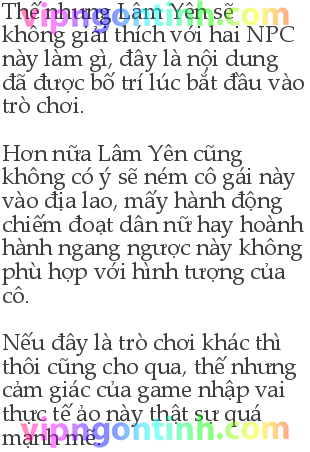 Thế nhưng Lâm Yên sẽ
không giải thích với hai NPC
này làm gì, đây là nội dung
đã được bố trí lúc bắt đầu vào
trò chơi.
Hơn nữa Lâm Yên cũng
không có ý sẽ ném cô gái này
vào địa lao, mấy hành động
chiếm đoạt dân nữ hay hoành
hành ngang ngược này không
phù hợp với hình tượng của
cô.
Nếu đây là trò chơi khác thì
thôi cũng cho qua, thế nhưng
cảm giác của game nhập vai
thực tế ảo này thật sự quá
mạnh mẽ.
vipngontinh.com
vipngontinh.com